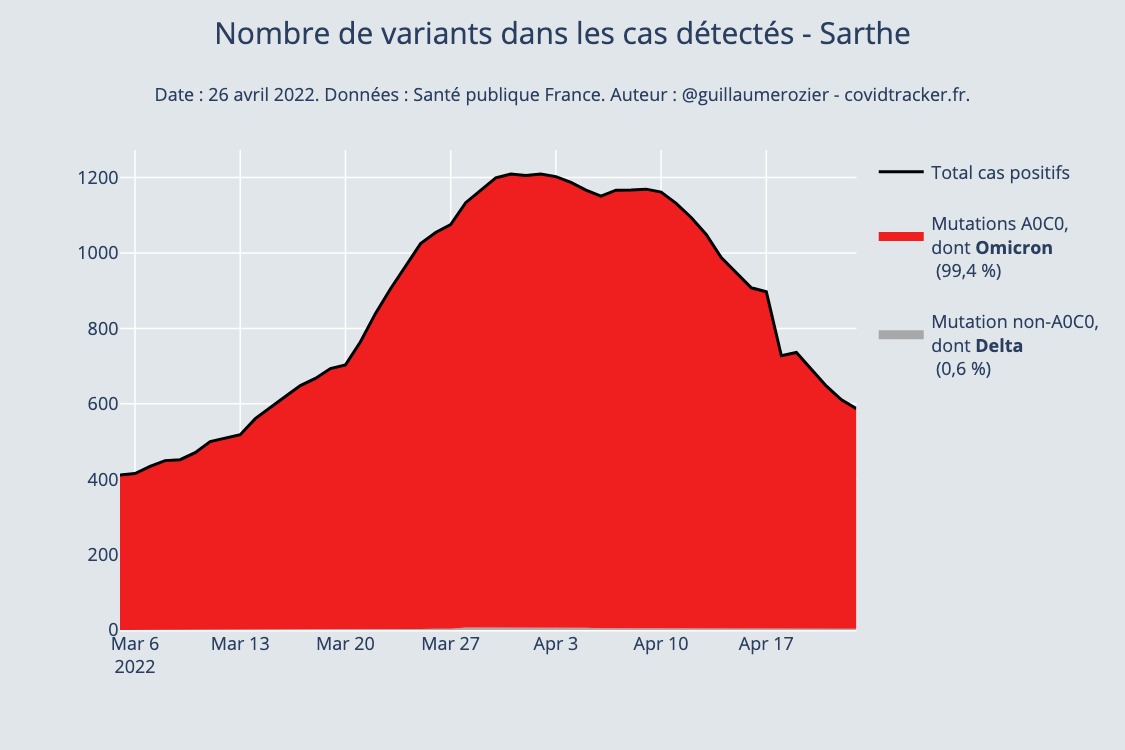 Nombre de variants dans les cas détectés - Sarthe
Date : 26 avril 2022. Données : Santé publique France. Auteur : @guillaumerozier - covidtracker.fr.
1200
1000
800
600
400
200
0
Mar 6
2022
Mar 13
Mar 20
Mar 27
Apr 3
Apr 10
Apr 17
Total cas positifs
Mutations A0C0,
dont Omicron
(99,4 %)
Mutation non-A0C0,
dont Delta
(0,6 %)